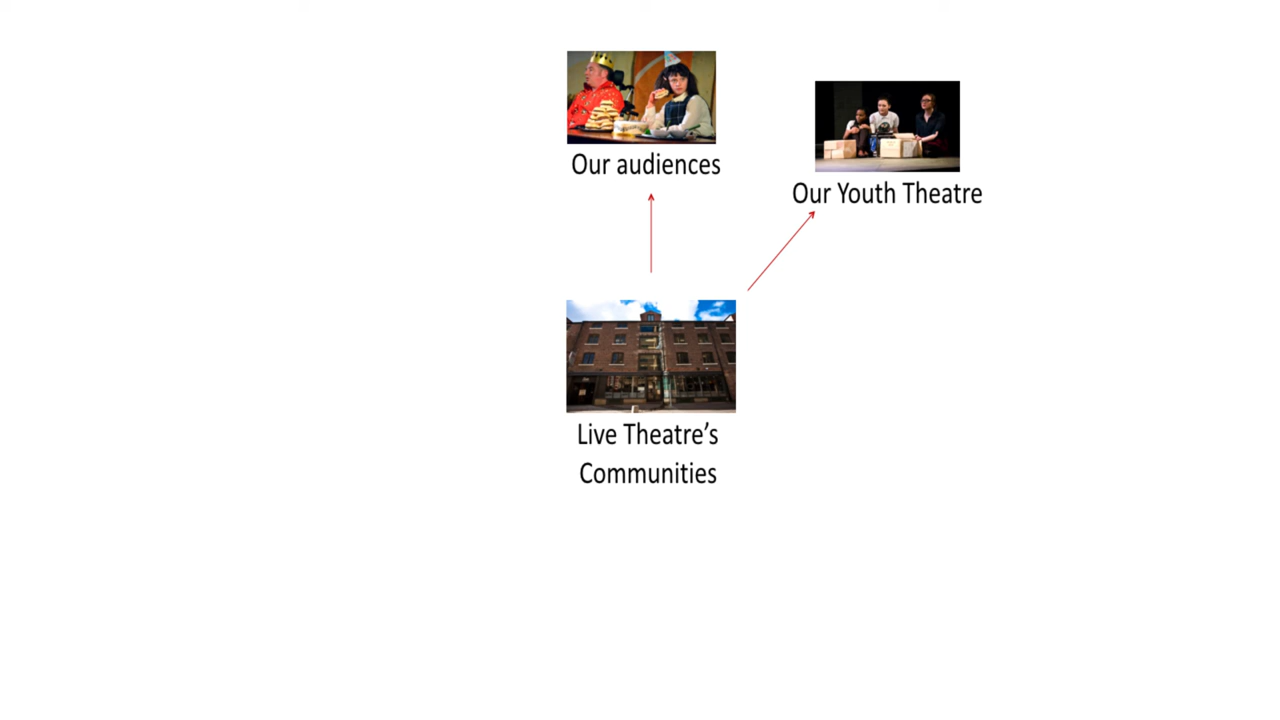 Our audiences
Our Youth Theatre
Live Theatre’s
Communities